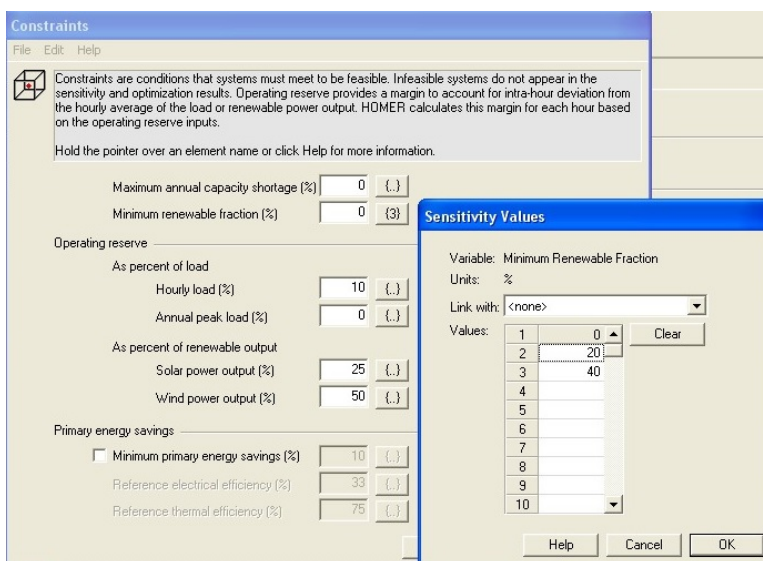 Constraints
File Edit Help
Constraints are conditions that systems must meet to be feasible. Infeasible systems do not appear in the
sensitivity and optimization results. Operating reserve provides a margin to account for intra-hour deviation from
the hourly average of the load or renewable power output. HOMER calculates this margin for each hour based
on the operating reserve inputs.
Hold the pointer over an element name or click Help for more information.
Maximum annual capacity shortage (%) 0 {..}
Minimum renewable fraction (%) 0 {3}
Operating reserve
As percent of load
Hourly load (%) 10 {..}
Annual peak load (%) 0 {..}
As percent of renewable output
Solar power output (%) 25 {..}
Wind power output (%) 50 {..}
Primary energy savings
Minimum primary energy savings (%) 10 {..}
Reference electrical efficiency (%) 33 {..}
Reference thermal efficiency (%) 75 {..}
Sensitivity Values
Variable: Minimum Renewable Fraction
Units: %
Link with: <none>
Values: 1 0 Clear
2 20
3 40
4
5
6
7
8
9
10
Help Cancel OK